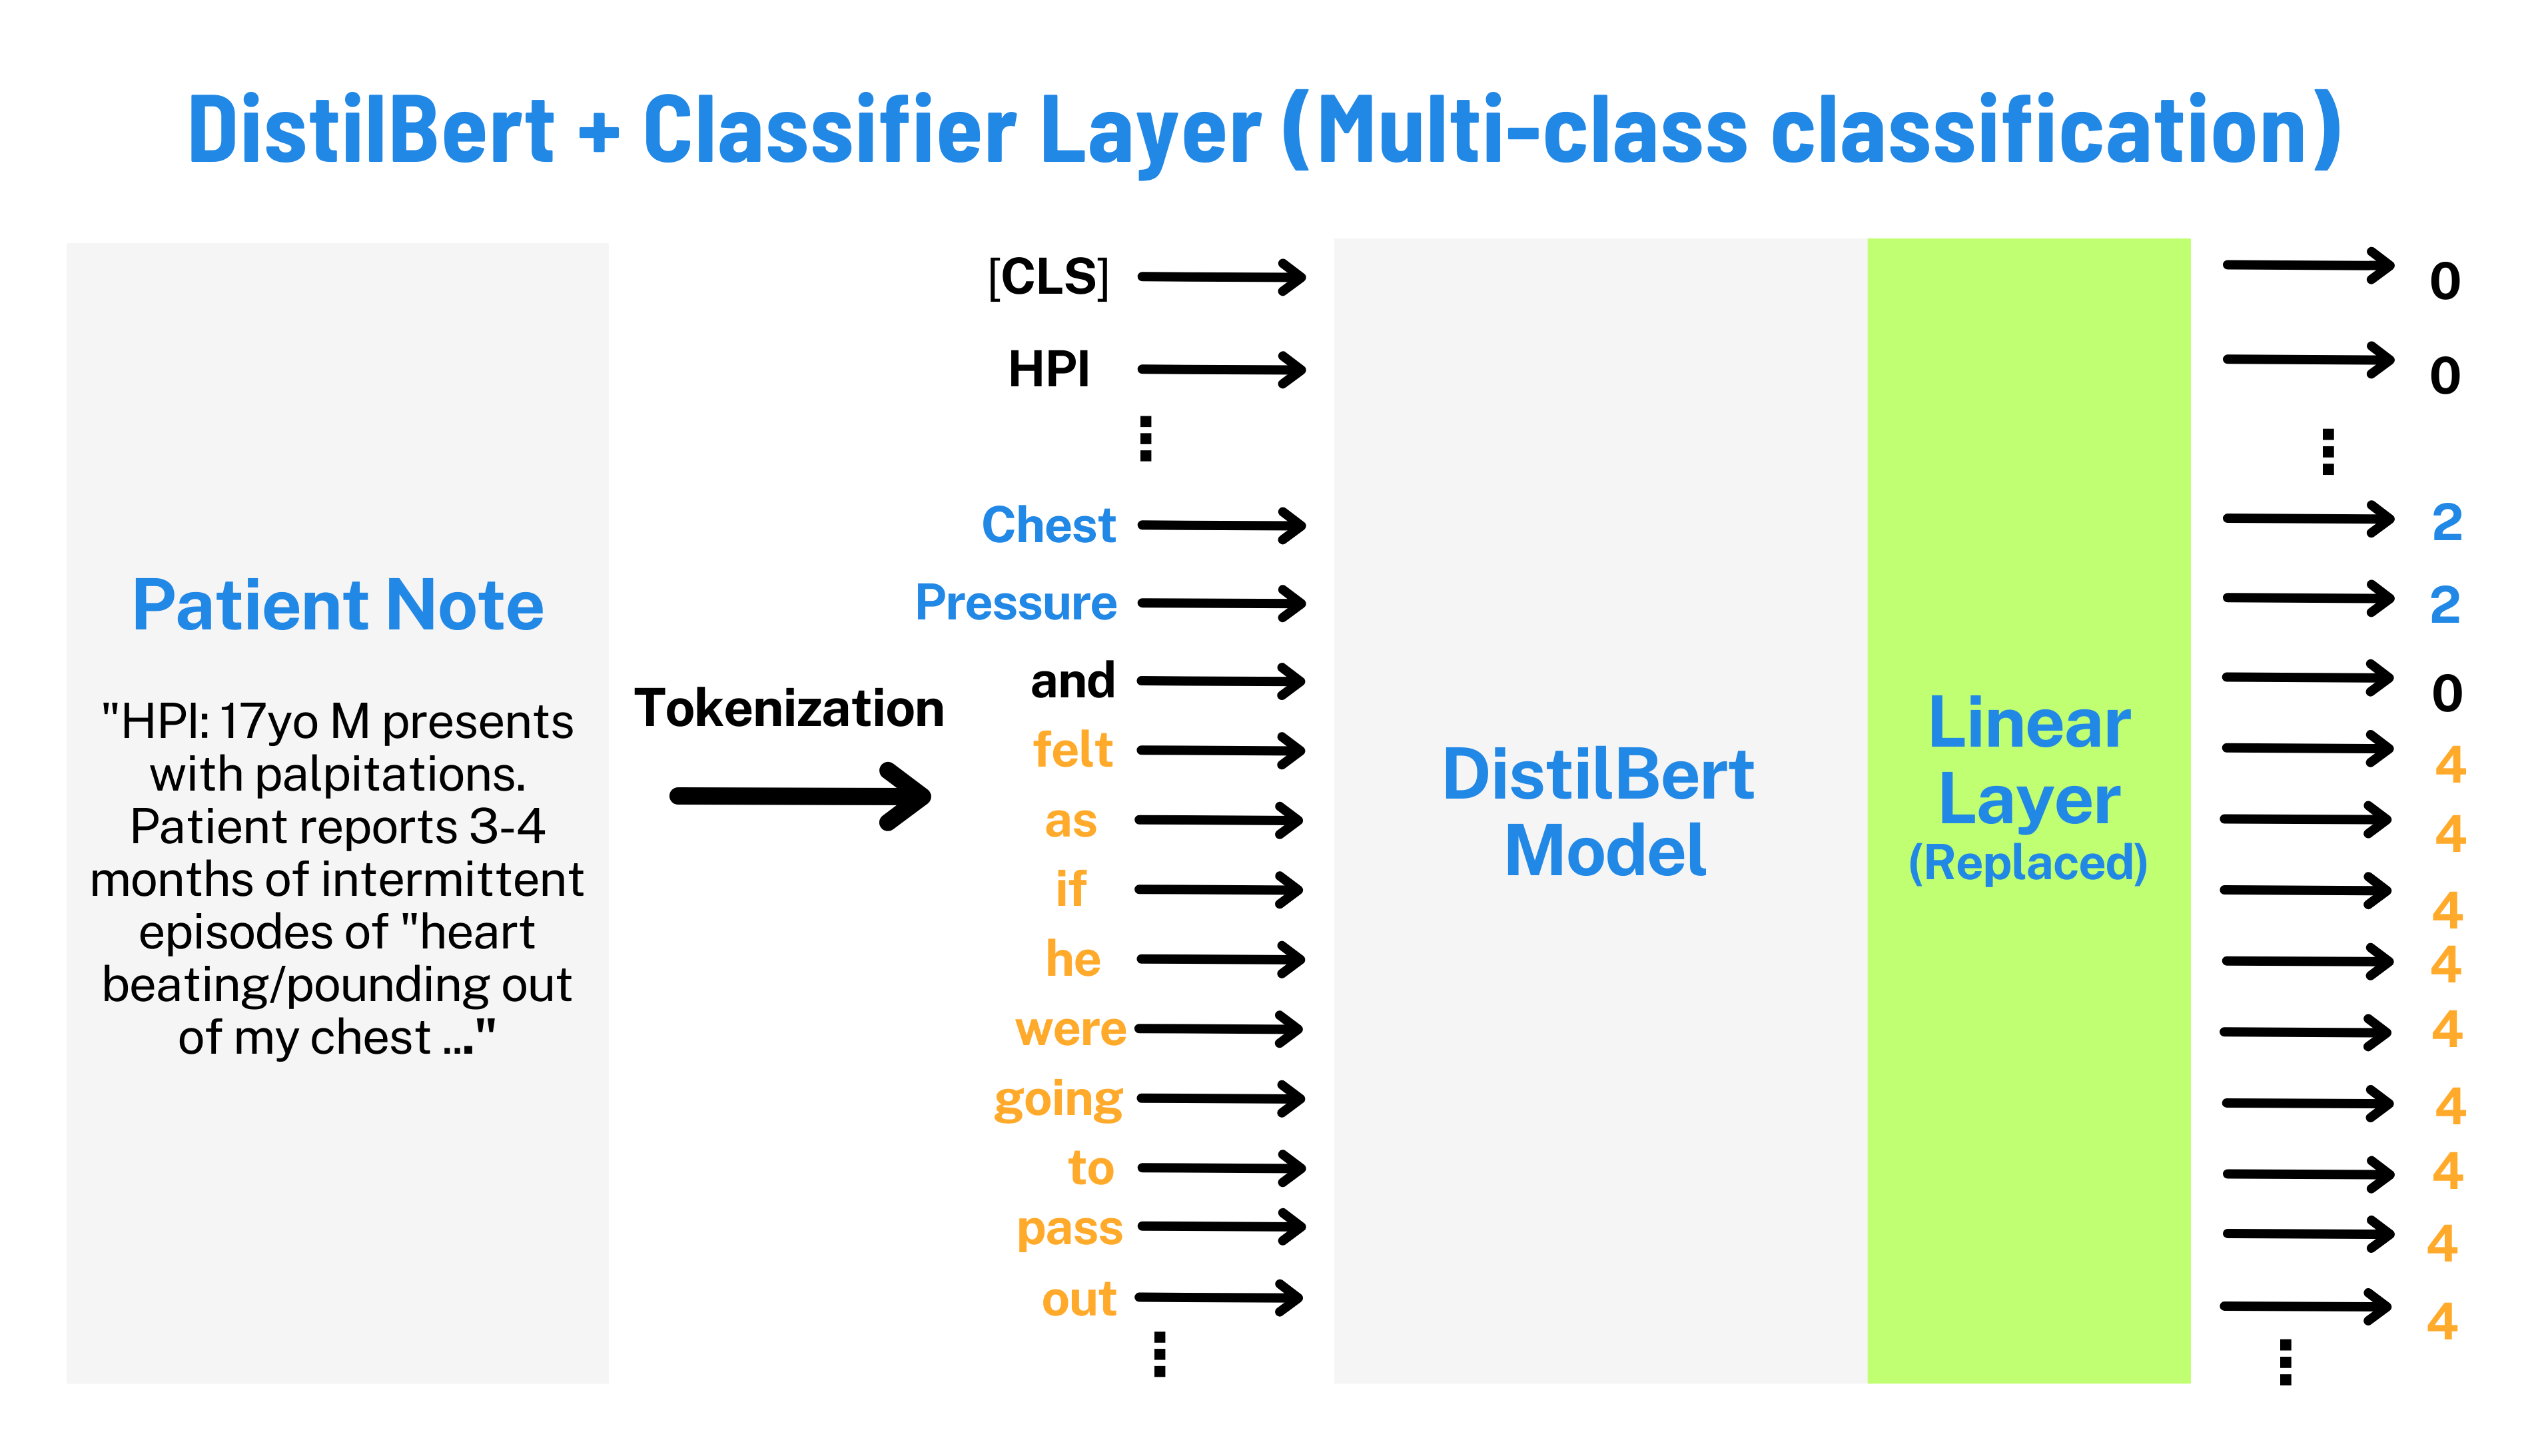 DistilBert + Classifier Layer (Multi-class classification)
Patient Note
"HPI: 17yo M presents
with palpitations.
Patient reports 3-4
months of intermittent
episodes of "heart
beating/pounding out
of my chest ..."
Tokenization
[CLS]
HPI
Chest
Pressure
and
felt
as
if
he
were
going
to
pass
out
DistilBert
Model
Linear
Layer
(Replaced)
0
0
2
2
0
4
4
4
4
4
4
4
4
4